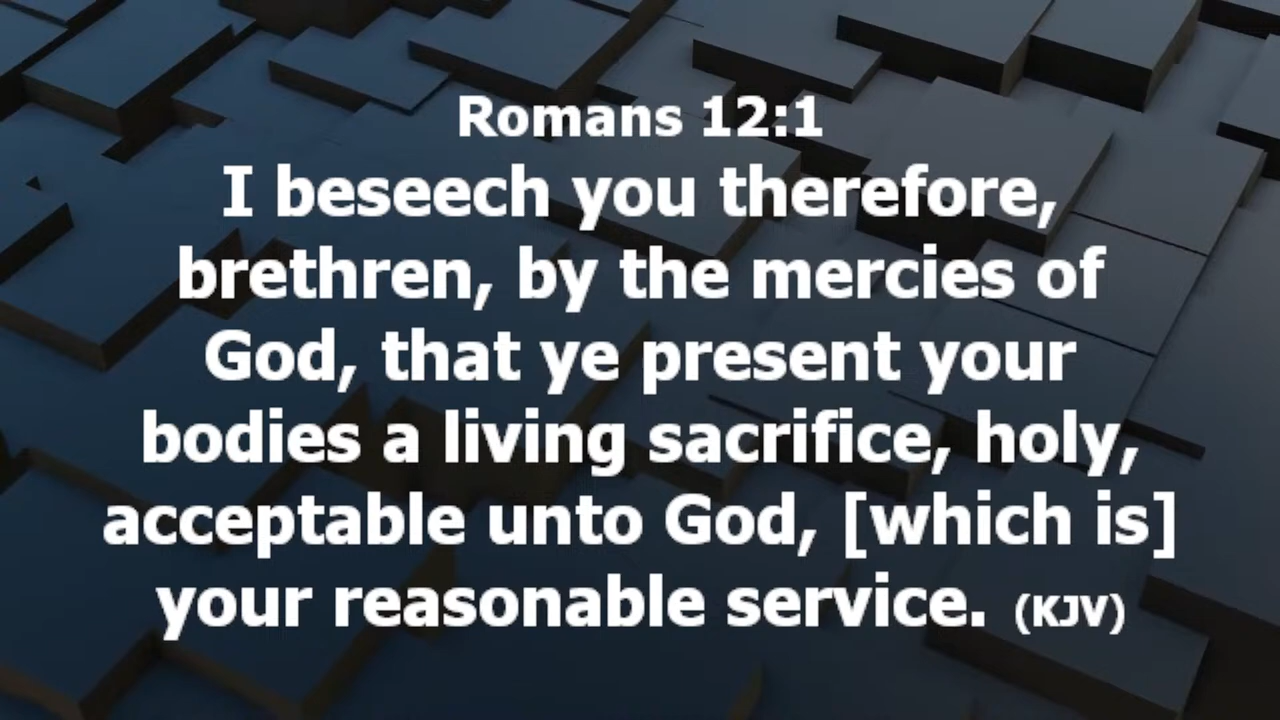 Romans 12:1
I beseech you therefore,
brethren, by the mercies of
God, that ye present your
bodies a living sacrifice, holy,
acceptable unto God, [which is]
your reasonable service. (KJV)